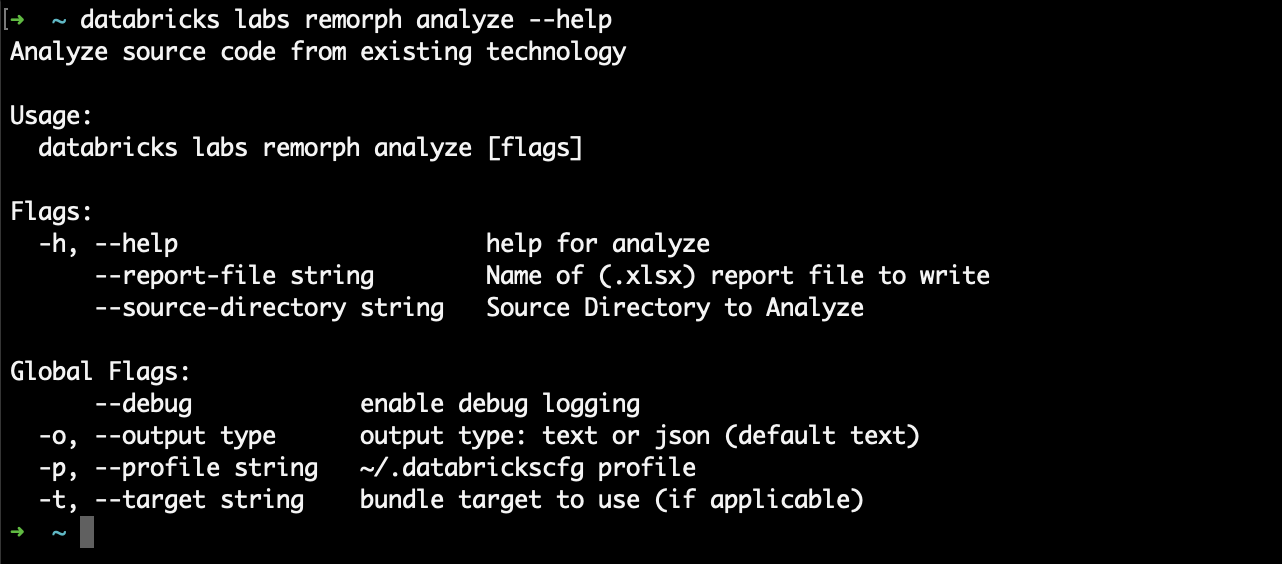 [➜  ~ databricks labs remorph analyze --help
Analyze source code from existing technology

Usage:
  databricks labs remorph analyze [flags]

Flags:
  -h, --help                      help for analyze
      --report-file string        Name of (.xlsx) report file to write
      --source-directory string   Source Directory to Analyze

Global Flags:
      --debug            enable debug logging
  -o, --output type      output type: text or json (default text)
  -p, --profile string   ~/.databrickscfg profile
  -t, --target string    bundle target to use (if applicable)
➜  ~